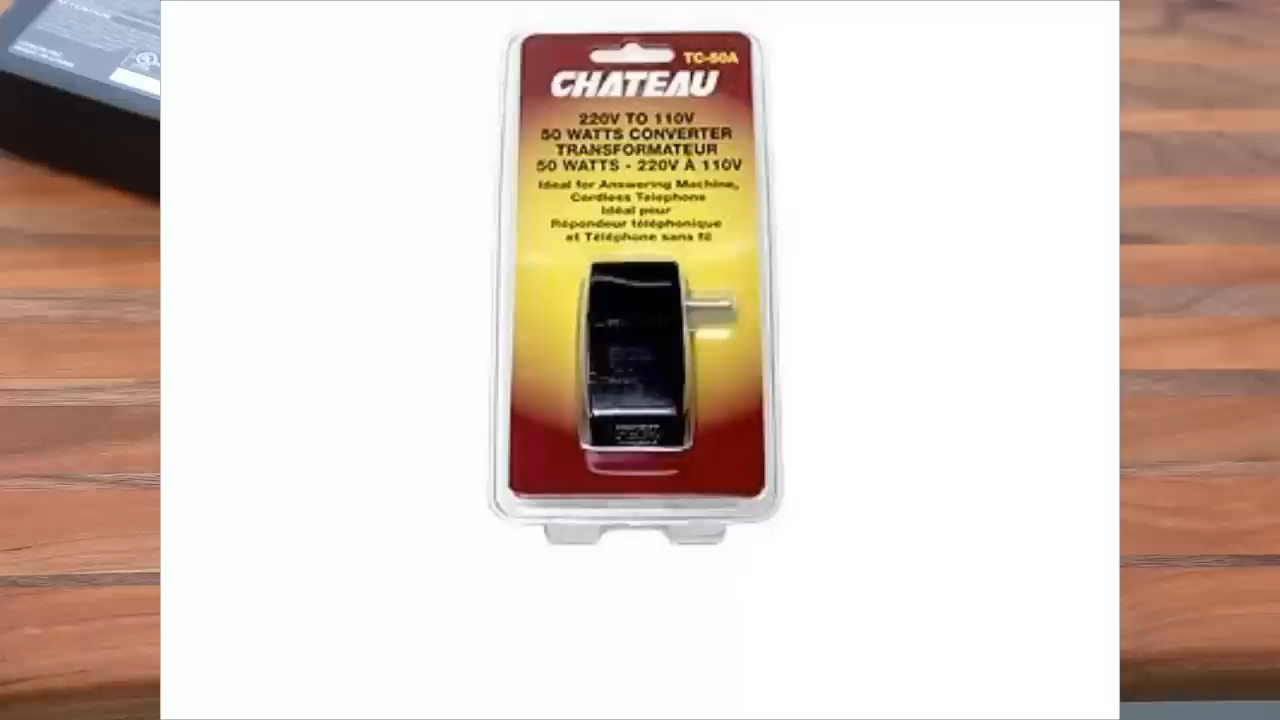 TC-50A
CHATEAU
220V TO 110V
50 WATTS CONVERTER
TRANSFORMATEUR
50 WATTS - 220V À 110V
Ideal for Answering Machine,
Cordless Telephone
Idéal pour
Répondeur téléphonique
et Téléphone sans fil